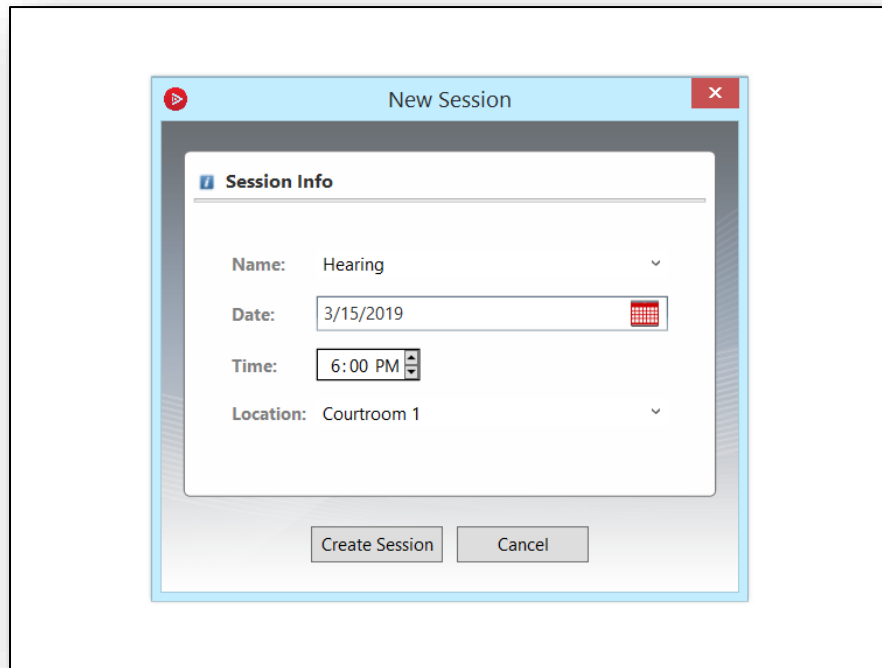 New Session
Session Info
Name: Hearing
Date: 3/15/2019
Time: 6:00 PM
Location: Courtroom 1
Create Session Cancel